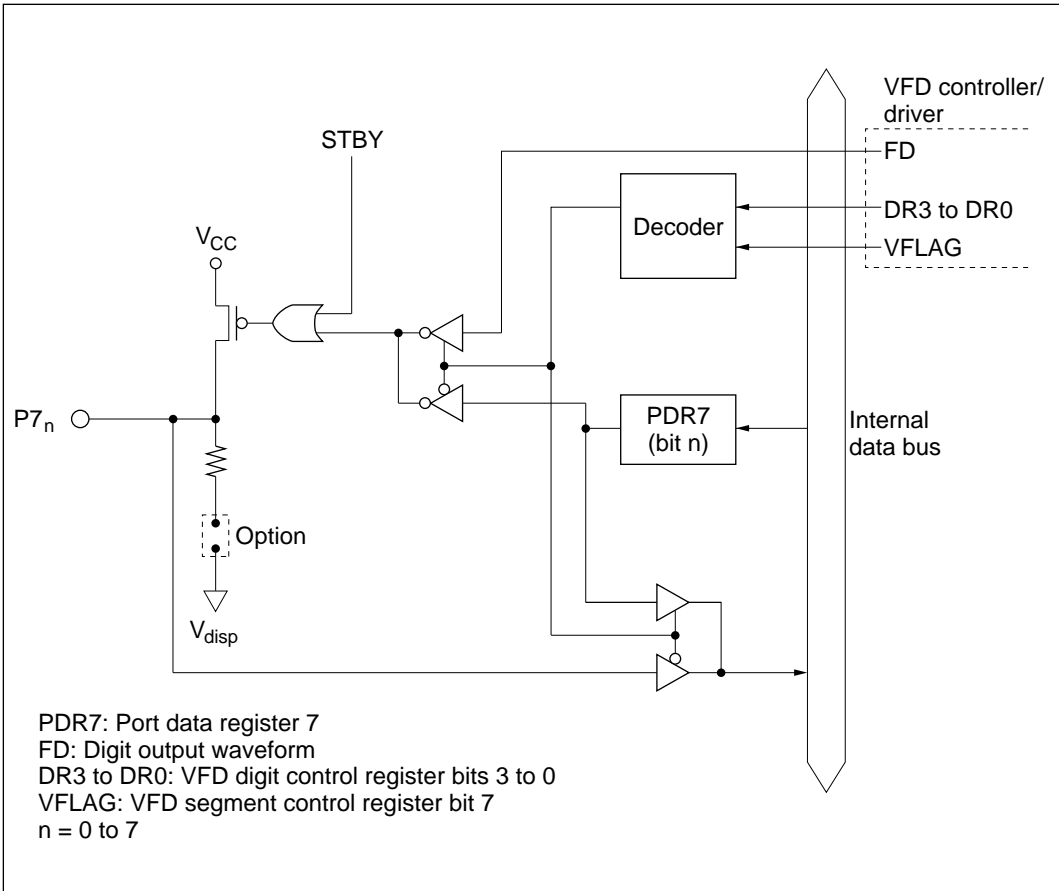 VFD controller/
driver
STBY
FD
DR3 to DR0
Decoder
VFLAG
VCC
P7n
PDR7
(bit n)
Internal
data bus
Option
Vdisp
PDR7: Port data register 7
FD: Digit output waveform
DR3 to DR0: VFD digit control register bits 3 to 0
VFLAG: VFD segment control register bit 7
n = 0 to 7